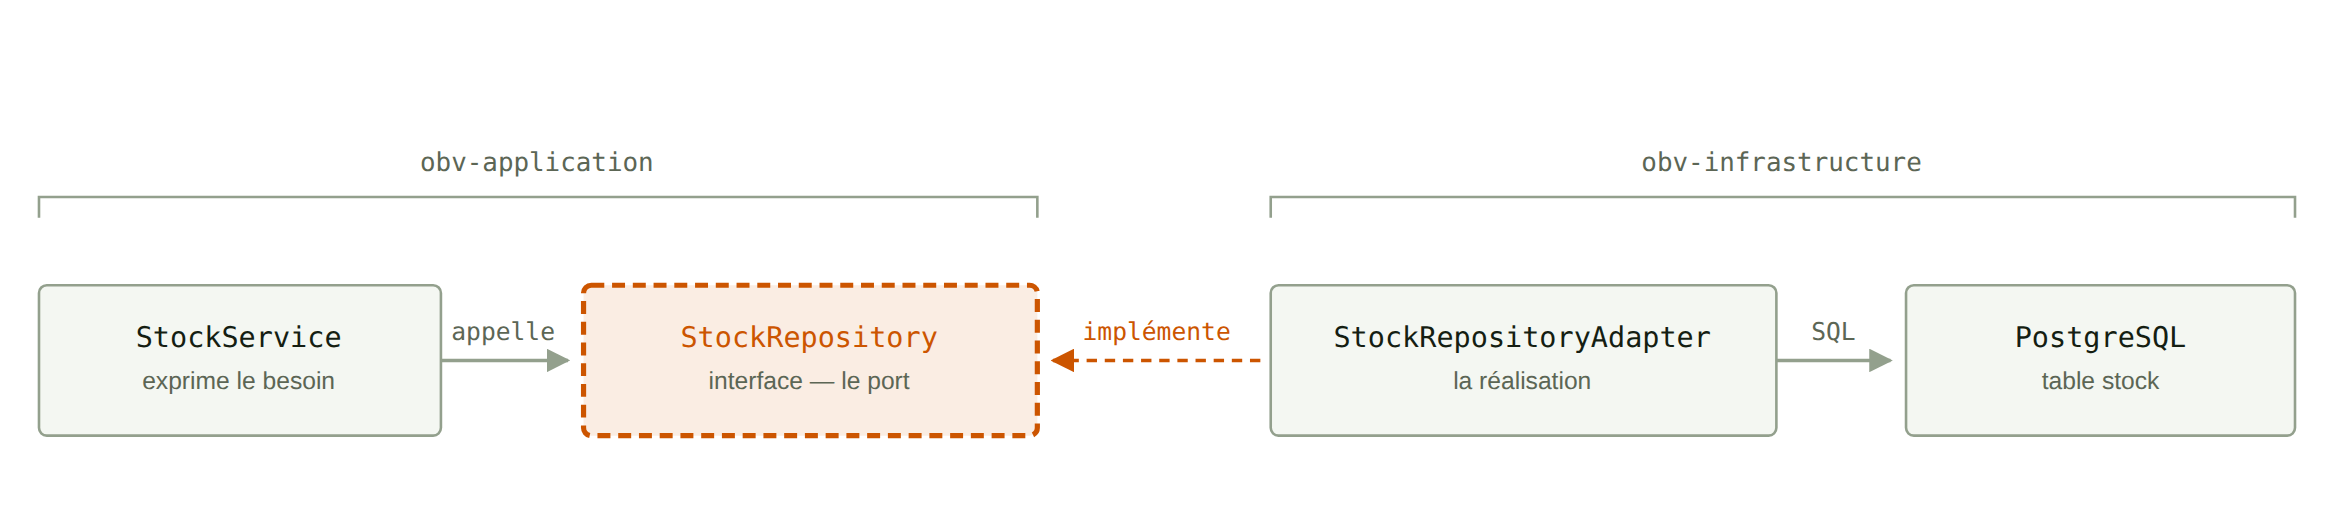 obv-application
obv-infrastructure
StockService
exprime le besoin
appelle
StockRepository
interface — le port
implémente
StockRepositoryAdapter
la réalisation
SQL
PostgreSQL
table stock